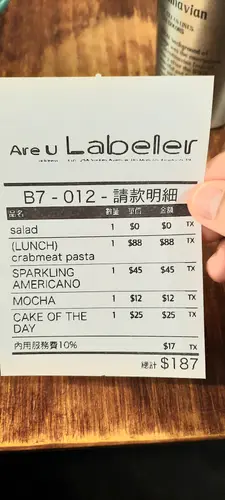 navian
Are U Labeler
B7 - 012 - 請款明細
品名 數量 單價 金額
salad 1 $0 $0 TX
(LUNCH) 1 $88 $88 TX
crabmeat pasta
SPARKLING 1 $45 $45 TX
AMERICANO
MOCHA 1 $12 $12 TX
CAKE OF THE 1 $25 $25 TX
DAY
內用服務費10% $17 TX
總計 $187